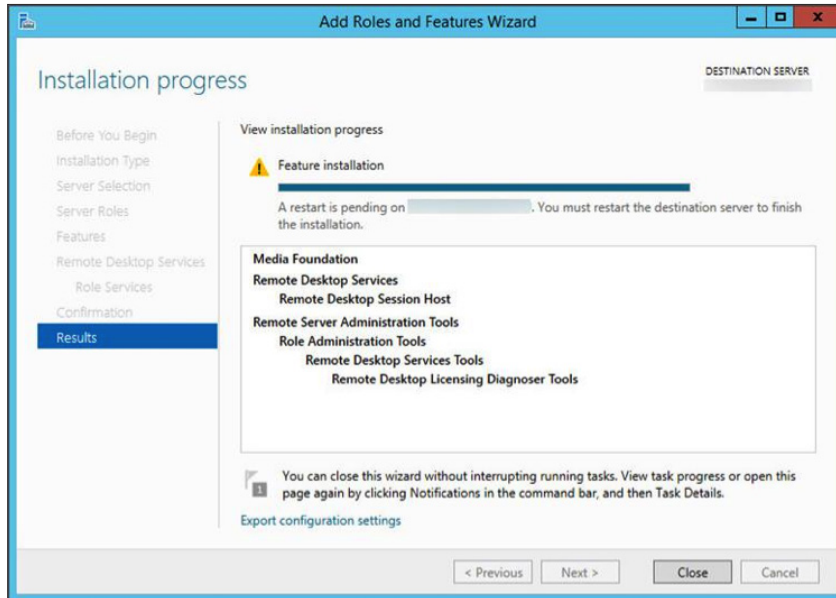 Add Roles and Features Wizard
Installation progress
DESTINATION SERVER
Before You Begin
Installation Type
Server Selection
Server Roles
Features
Remote Desktop Services
Role Services
Confirmation
Results
View installation progress
Feature installation
A restart is pending on . You must restart the destination server to finish
the installation.
Media Foundation
Remote Desktop Services
Remote Desktop Session Host
Remote Server Administration Tools
Role Administration Tools
Remote Desktop Services Tools
Remote Desktop Licensing Diagnoser Tools
1
You can close this wizard without interrupting running tasks. View task progress or open this
page again by clicking Notifications in the command bar, and then Task Details.
Export configuration settings
< Previous
Next >
Close
Cancel